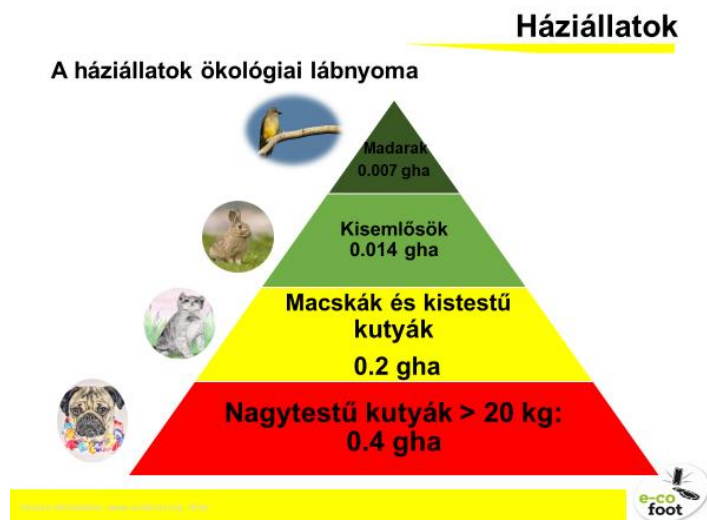 Háziállatok
A háziállatok ökológiai lábnyoma
Madarak
0.007 gha
Kisemlősök
0.014 gha
Macskák és kistestű
kutyák
0.2 gha
Nagytestű kutyák > 20 kg:
0.4 gha
e-co
foot